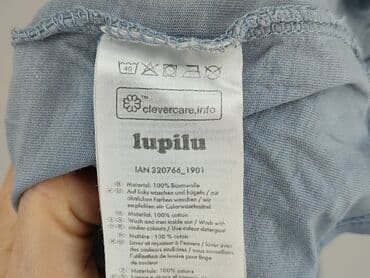 40
clevercare.info
lupilu
IAN 320766_1901
Material: 100% Baumwolle
Auf links waschen und bügeln / mit
ähnlichen Farben waschen / wir
empfehlen ein Colorwaschmittel
Material: 100% cotton
Wash and iron inside out / Wash with
similar colours / Use colour detergent
Matière : 100 % coton
Laver et repasser à l'envers / laver avec
des couleurs similaires / nous conseillons
d'utiliser une lessive pour linge
de couleur
Materiaal: 100% katoen